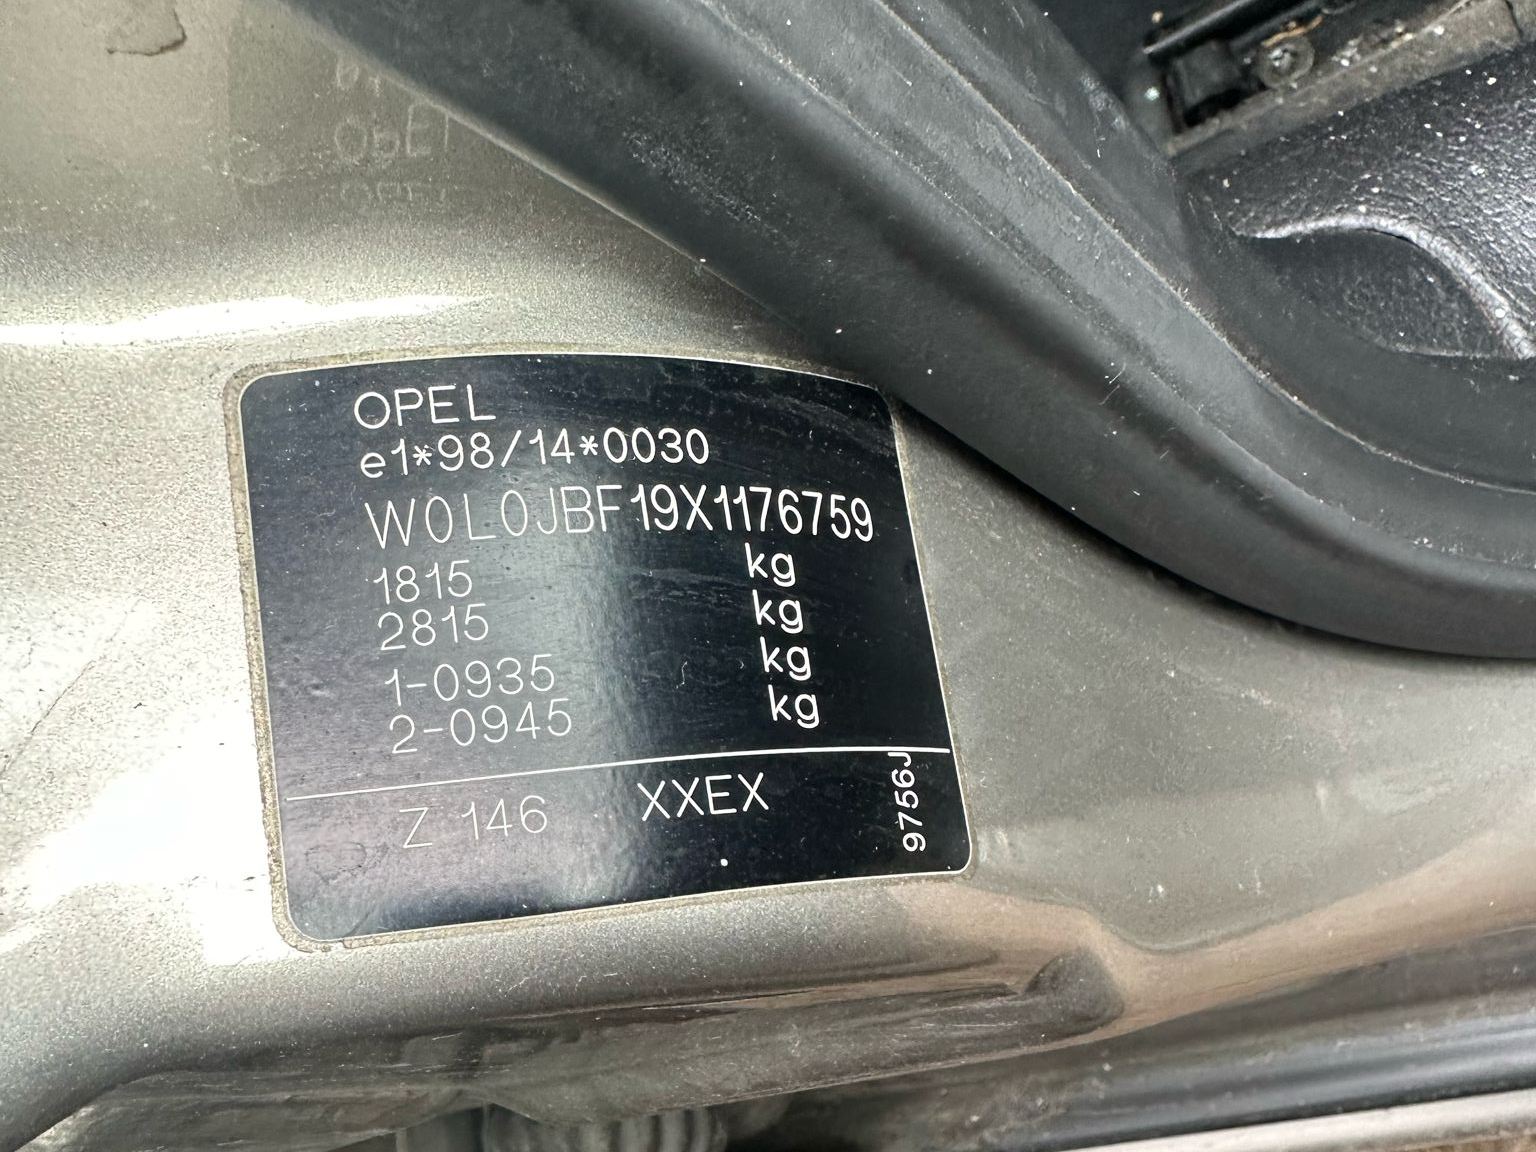 OPEL
e1*98/14*0030
W0L0JBF19X1176759
1815 kg
2815 kg
1-0935 kg
2-0945 kg
Z 146 XXEX
9756J